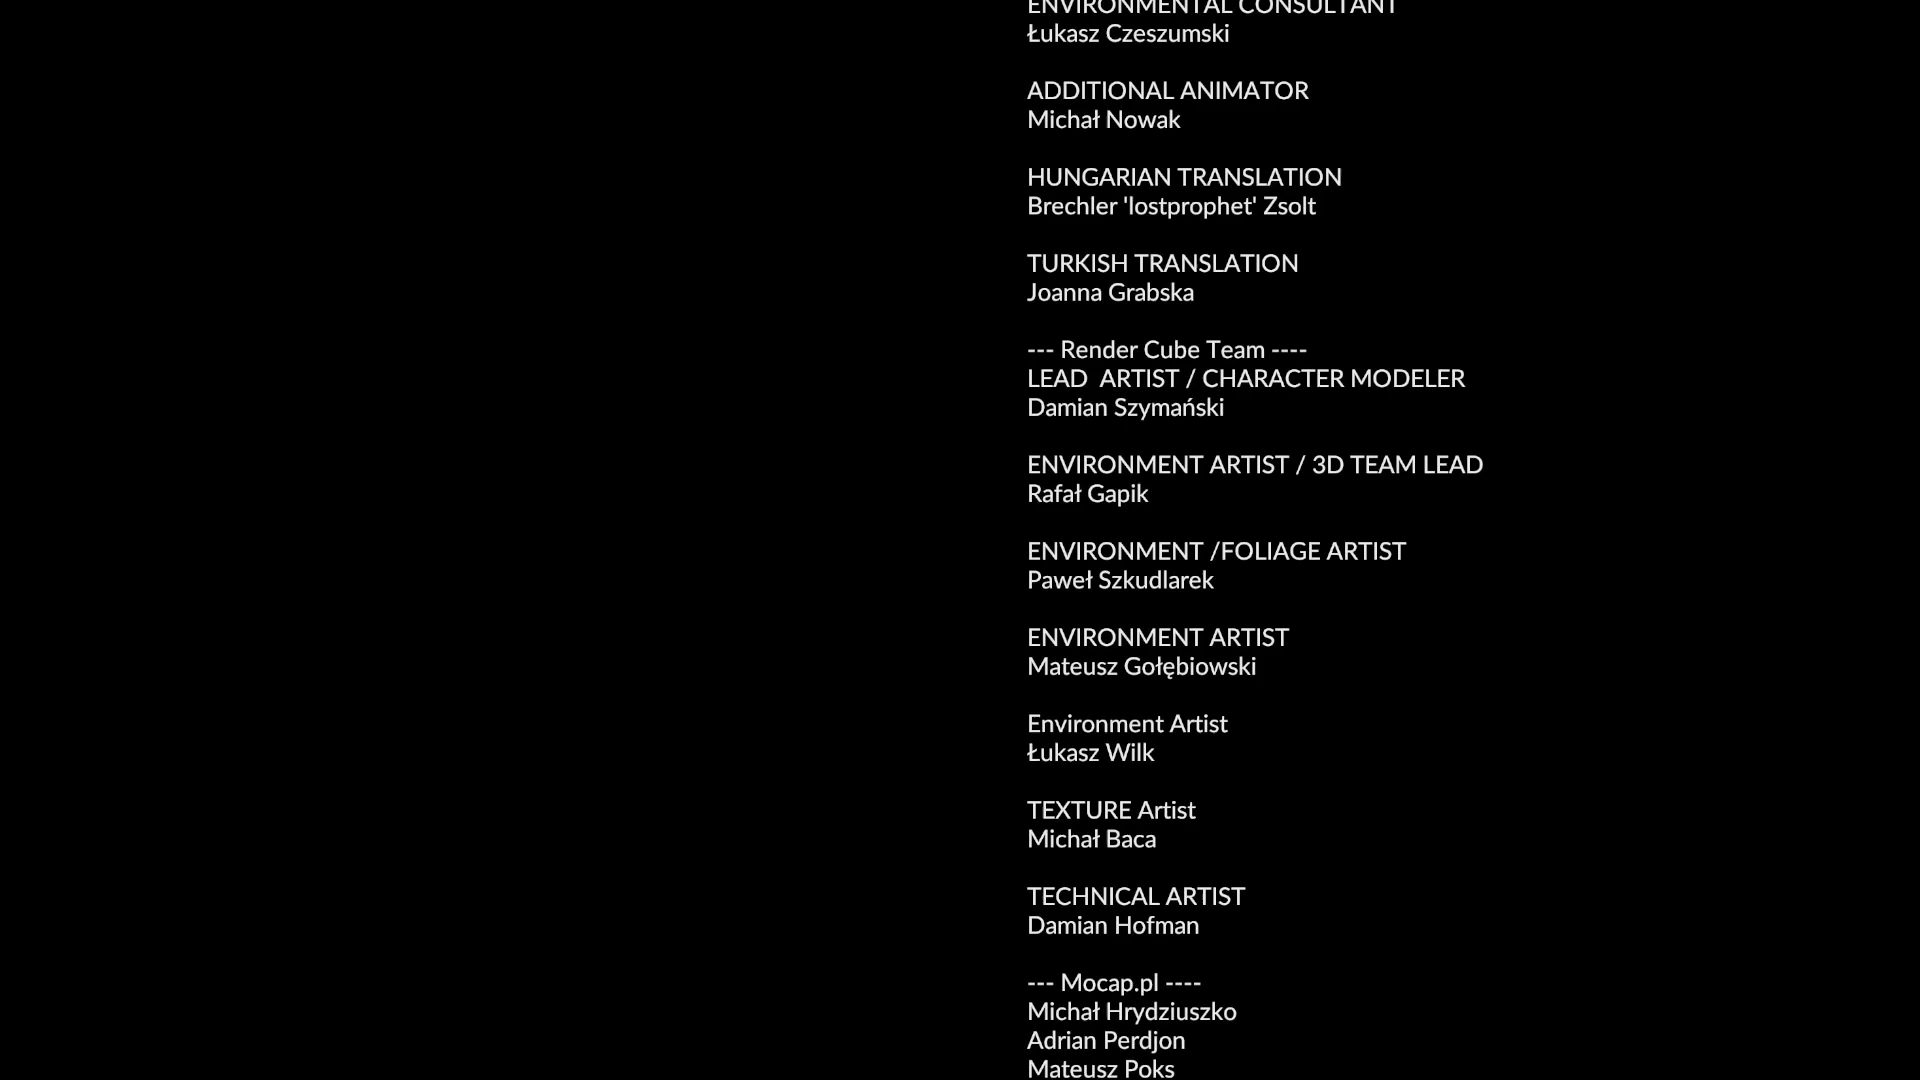 ENVIRONMENTAL CONSULTANT
Łukasz Czeszumski
ADDITIONAL ANIMATOR
Michał Nowak
HUNGARIAN TRANSLATION
Brechler 'lostprophet' Zsolt
TURKISH TRANSLATION
Joanna Grabska
--- Render Cube Team ----
LEAD  ARTIST / CHARACTER MODELER
Damian Szymański
ENVIRONMENT ARTIST / 3D TEAM LEAD
Rafał Gapik
ENVIRONMENT /FOLIAGE ARTIST
Paweł Szkudlarek
ENVIRONMENT ARTIST
Mateusz Gołębiowski
Environment Artist
Łukasz Wilk
TEXTURE Artist
Michał Baca
TECHNICAL ARTIST
Damian Hofman
--- Mocap.pl ----
Michał Hrydziuszko
Adrian Perdjon
Mateusz Poks